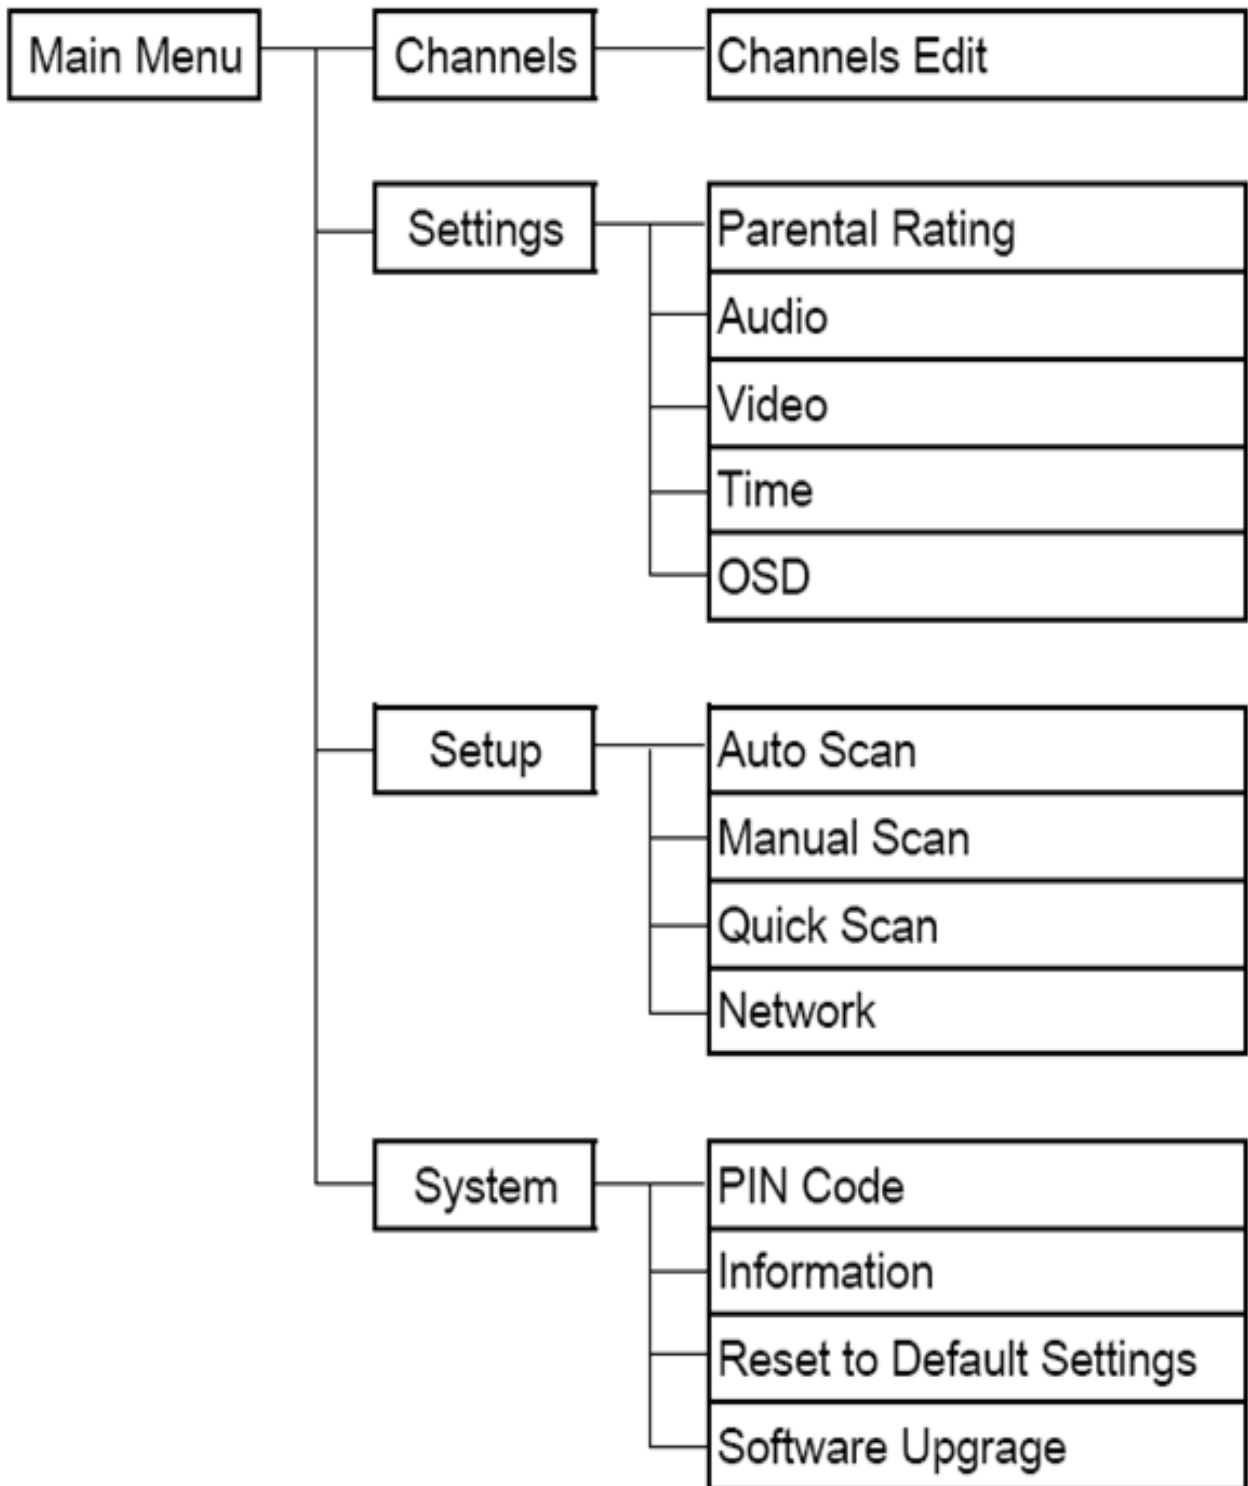 Main Menu
Channels
Channels Edit
Settings
Parental Rating
Audio
Video
Time
OSD
Setup
Auto Scan
Manual Scan
Quick Scan
Network
System
PIN Code
Information
Reset to Default Settings
Software Upgrage